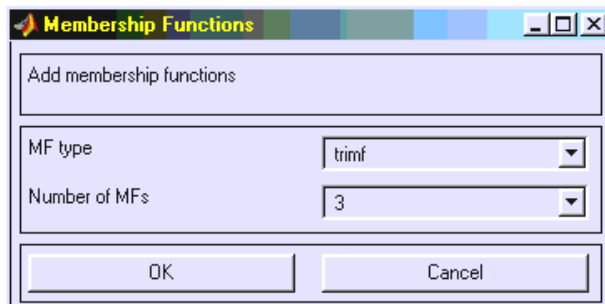 Membership Functions
Add membership functions
MF type
trimf
Number of MFs
3
OK
Cancel